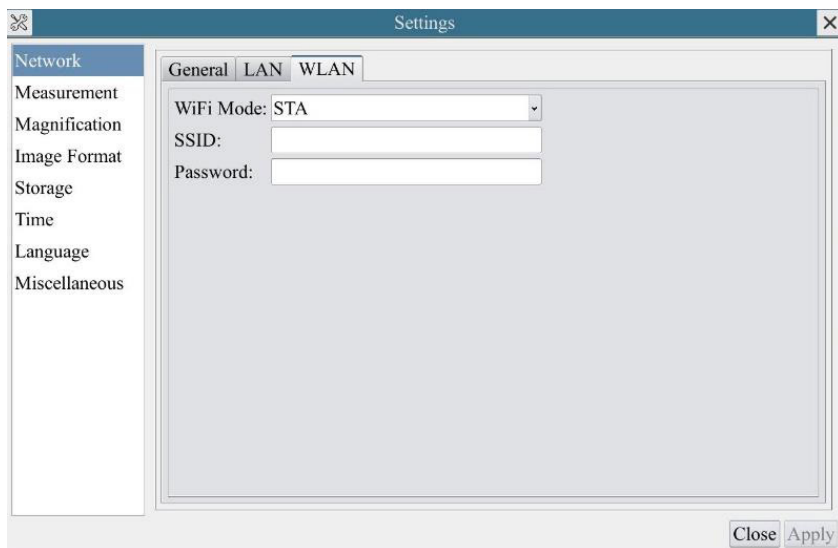 Settings
Network
Measurement
Magnification
Image Format
Storage
Time
Language
Miscellaneous
General LAN WLAN
WiFi Mode: STA
SSID:
Password:
Close Apply